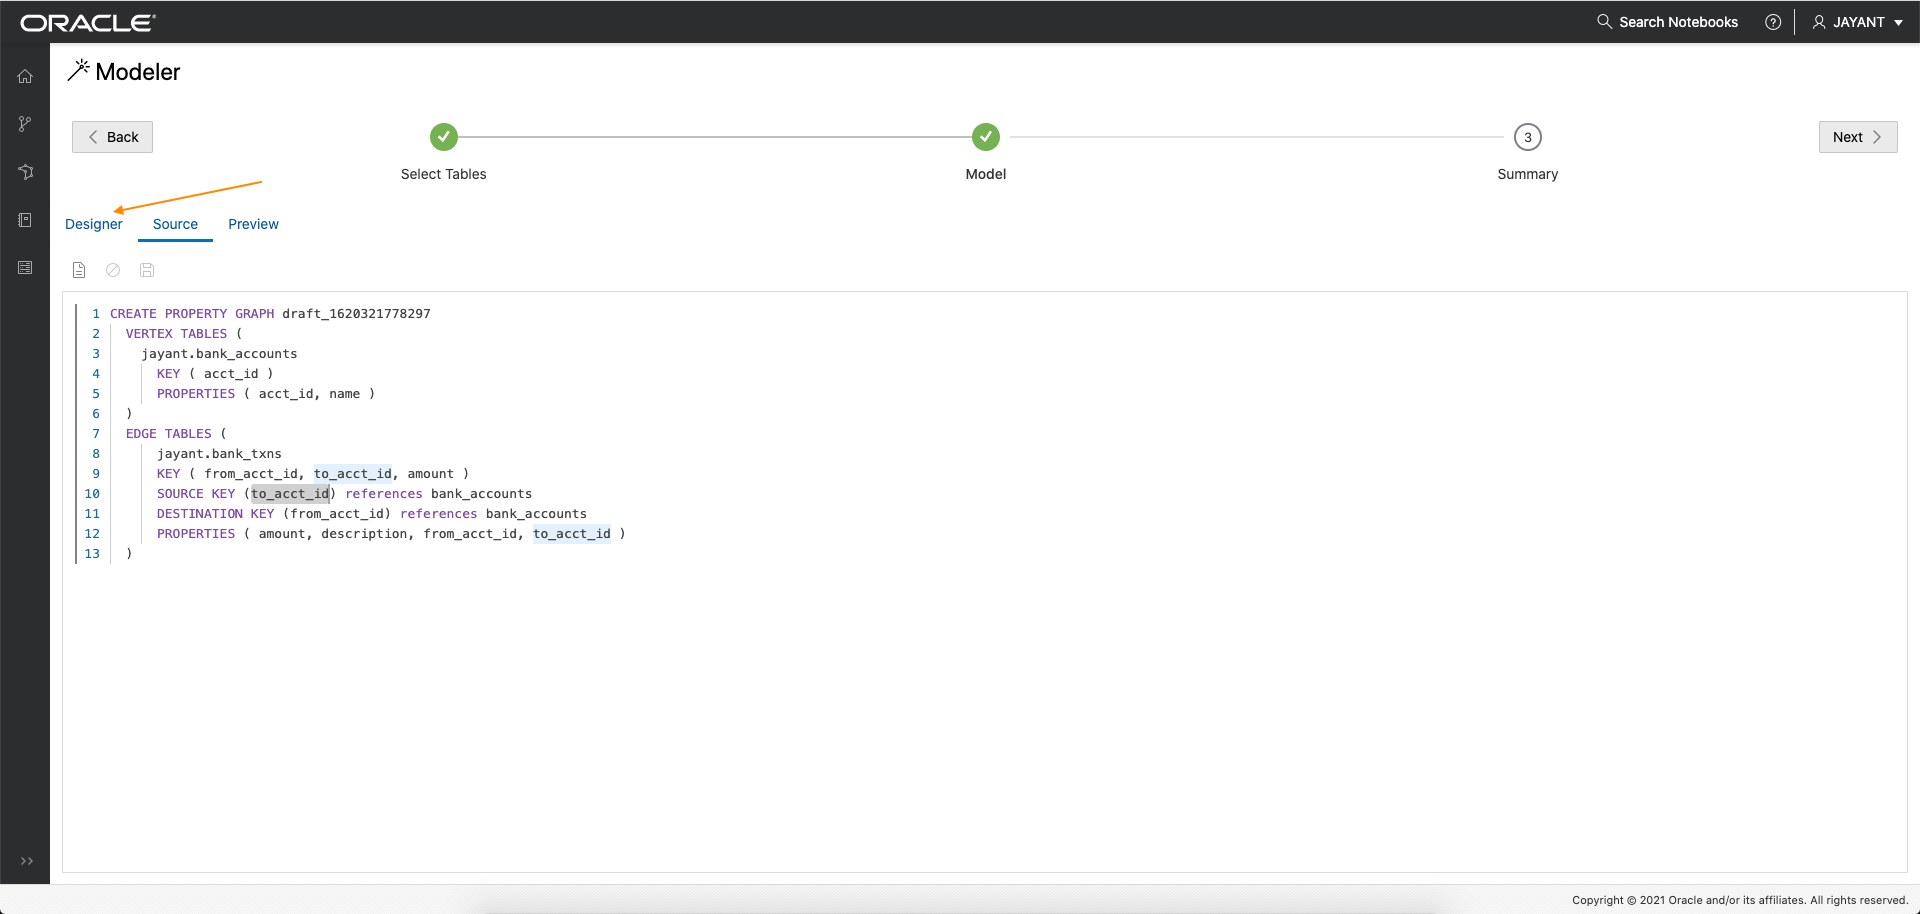 ORACLE®
Search Notebooks
?
JAYANT
Modeler
Back
3
Next
Select Tables
Model
Summary
Designer
Source
Preview
1 CREATE PROPERTY GRAPH draft_1620321778297
2 VERTEX TABLES (
3 jayant.bank_accounts
4 KEY ( acct_id )
5 PROPERTIES ( acct_id, name )
6 )
7 EDGE TABLES (
8 jayant.bank_txns
9 KEY ( from_acct_id, to_acct_id, amount )
10 SOURCE KEY (to_acct_id) references bank_accounts
11 DESTINATION KEY (from_acct_id) references bank_accounts
12 PROPERTIES ( amount, description, from_acct_id, to_acct_id )
13 )
Copyright © 2021 Oracle and/or its affiliates. All rights reserved.